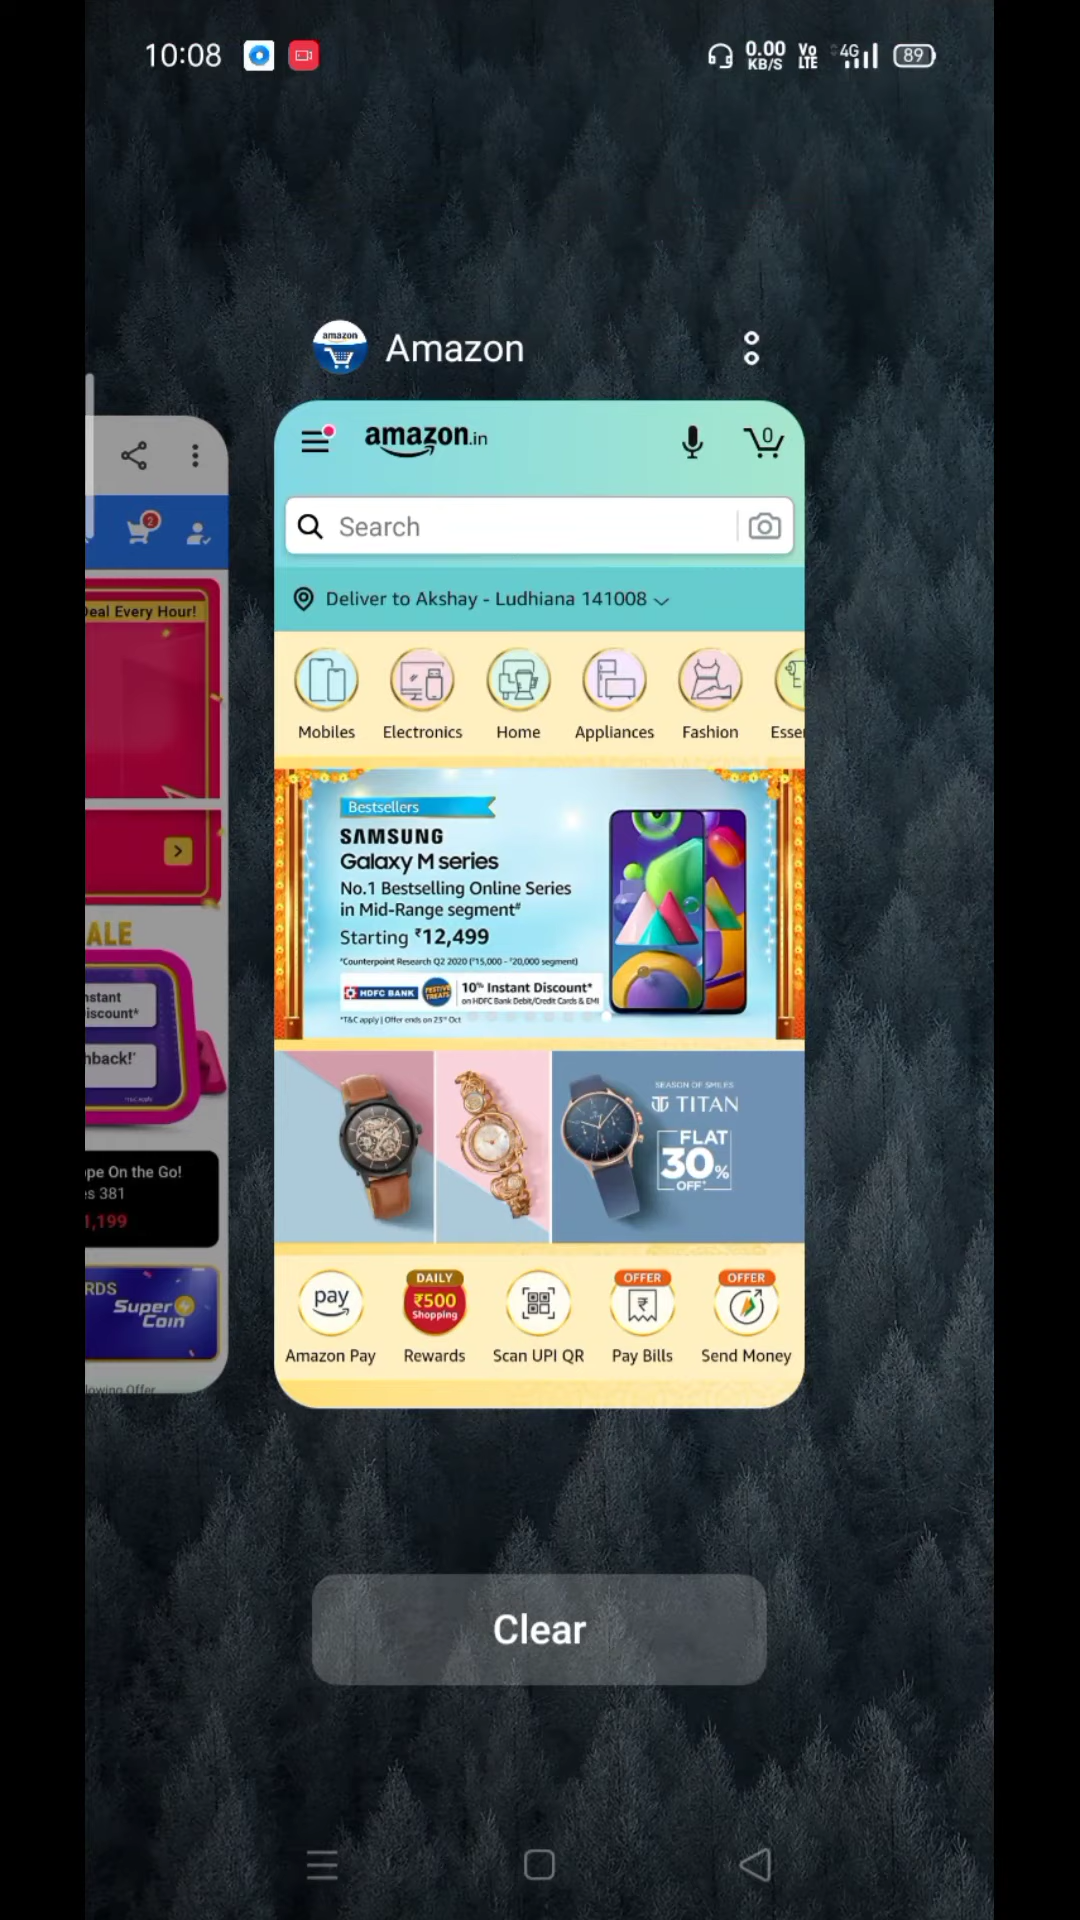 10:08
0.00
KB/S
Vo
LTE
4G
89
amazon
Amazon
amazon.in
0
Search
Deliver to Akshay - Ludhiana 141008
Mobiles
Electronics
Home
Appliances
Fashion
Esse
Bestsellers
SAMSUNG
Galaxy M series
No.1 Bestselling Online Series
in Mid-Range segment#
Starting ₹12,499
#Counterpoint Research Q2 2020 (₹15,000 - ₹20,000 segment)
HDFC BANK
FESTIVE
TREATS
10% Instant Discount*
on HDFC Bank Debit/Credit Cards & EMI
*T&C apply | Offer ends on 23rd Oct
SEASON OF SMILES
TITAN
FLAT
30%
OFF*
pay
Amazon Pay
DAILY
₹500
Shopping
Rewards
Scan UPI QR
OFFER
₹
Pay Bills
OFFER
Send Money
2
Deal Every Hour!
ALE
nstant
iscount*
hback!*
pe On the Go!
es 381
1,199
RDS
Super
Coin
lowing Offer
Clear